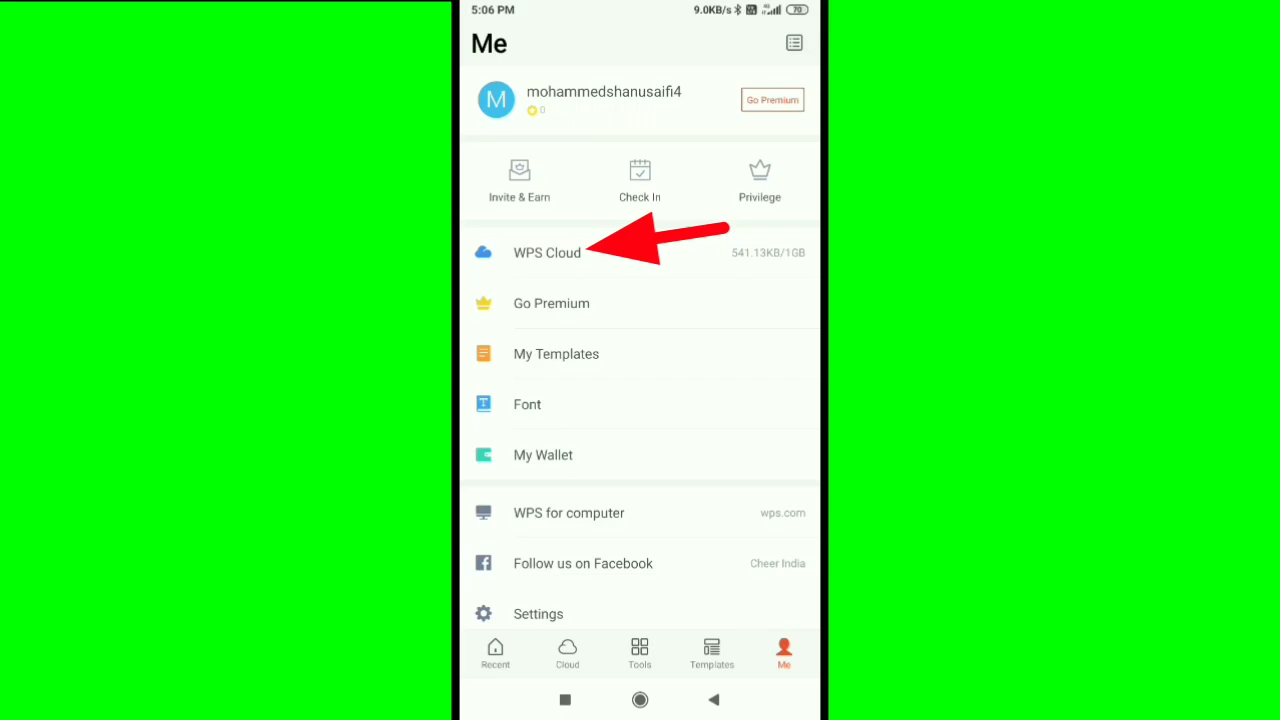 5:06 PM
9.0KB/s
70
Me
M
mohammedshanusaifi4
0
Go Premium
Invite & Earn
Check In
Privilege
WPS Cloud
541.13KB/1GB
Go Premium
My Templates
T
Font
My Wallet
WPS for computer
wps.com
f
Follow us on Facebook
Cheer India
Settings
Recent
Cloud
Tools
Templates
Me